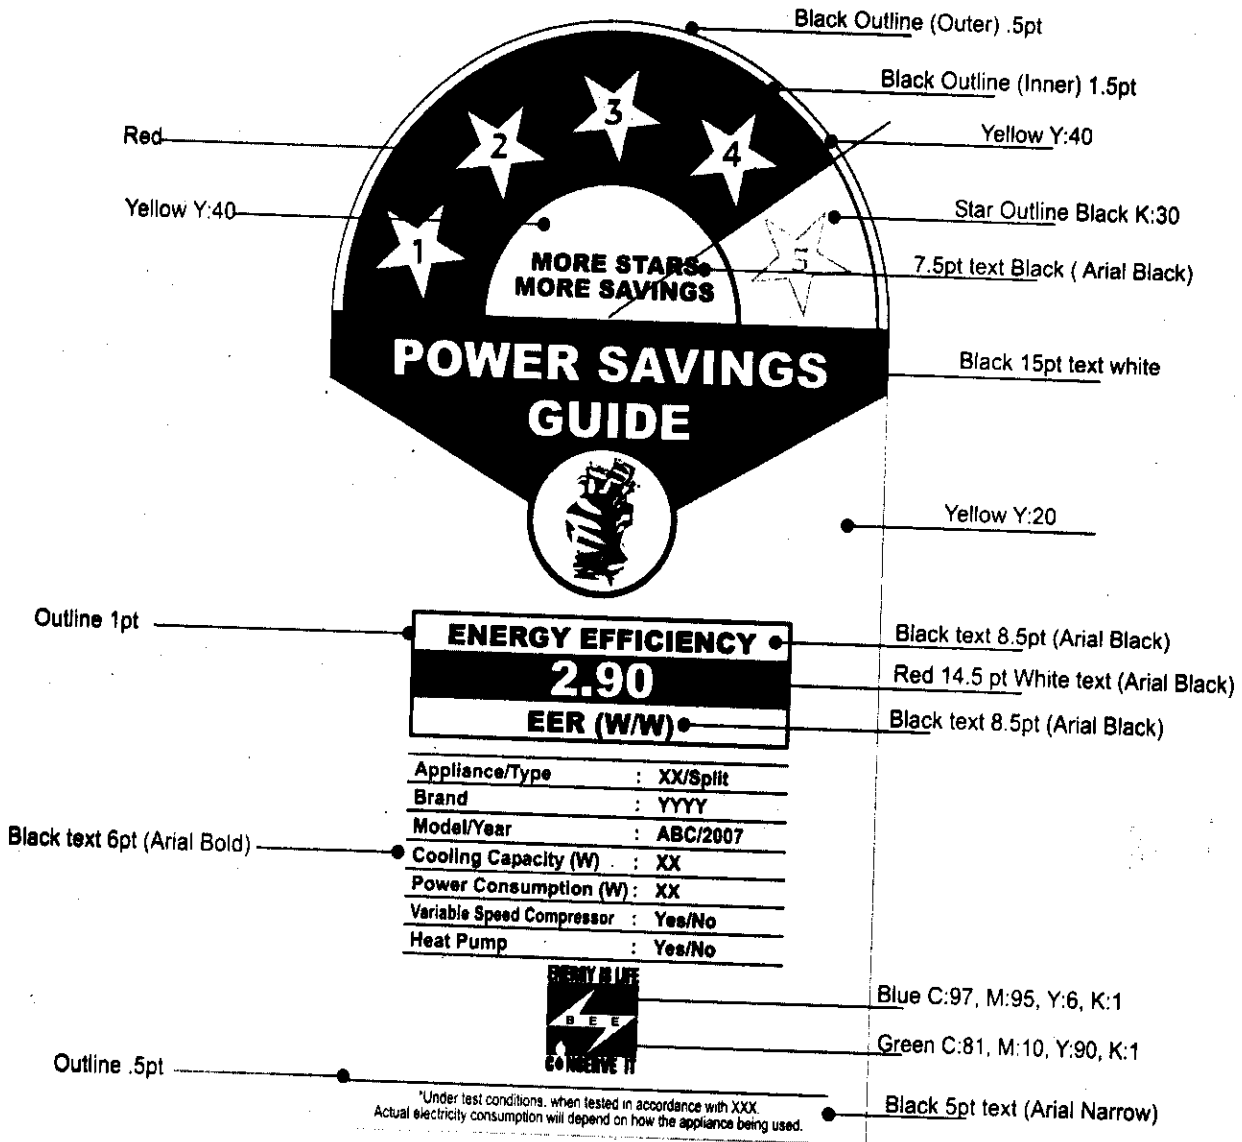 Black Outline (Outer) .5pt
Black Outline (Inner) 1.5pt
Red
Yellow Y:40
Yellow Y:40
Star Outline Black K:30
7.5pt text Black ( Arial Black)
1
2
3
4
5
MORE STARS
MORE SAVINGS
POWER SAVINGS
GUIDE
Black 15pt text white
Yellow Y:20
Outline 1pt
ENERGY EFFICIENCY
2.90
EER (W/W)
Black text 8.5pt (Arial Black)
Red 14.5 pt White text (Arial Black)
Black text 8.5pt (Arial Black)
Appliance/Type : XX/Split
Brand : YYYY
Model/Year : ABC/2007
Cooling Capacity (W) : XX
Power Consumption (W) : XX
Variable Speed Compressor : Yes/No
Heat Pump : Yes/No
Black text 6pt (Arial Bold)
ENERGY IS LIFE
BEE
CONSERVE IT
Blue C:97, M:95, Y:6, K:1
Green C:81, M:10, Y:90, K:1
Outline .5pt
*Under test conditions, when tested in accordance with XXX.
Actual electricity consumption will depend on how the appliance being used.
Black 5pt text (Arial Narrow)